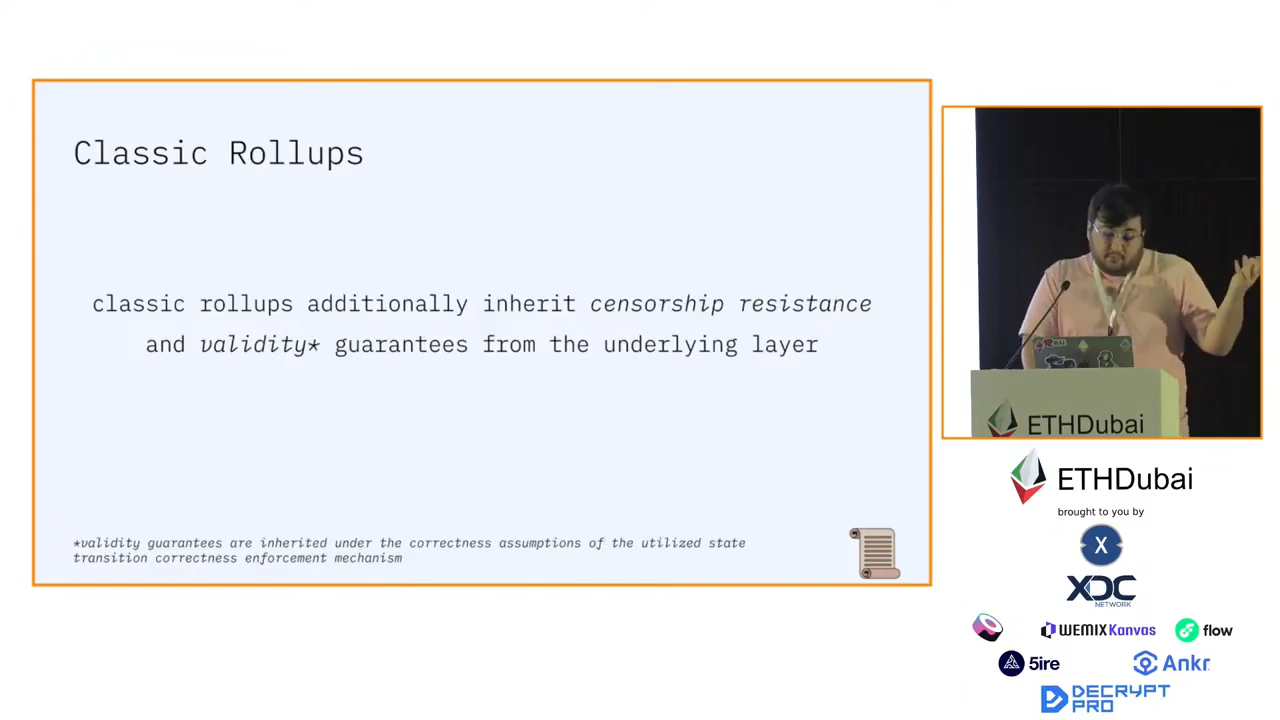 Classic Rollups
classic rollups additionally inherit censorship resistance
and validity* guarantees from the underlying layer
*validity guarantees are inherited under the correctness assumptions of the utilized state
transition correctness enforcement mechanism
ETHDubai
ETHDubai
brought to you by
X
XDC
NETWORK
WEMIX Kanvas
flow
5ire
Ankr
DECRYPT
PRO